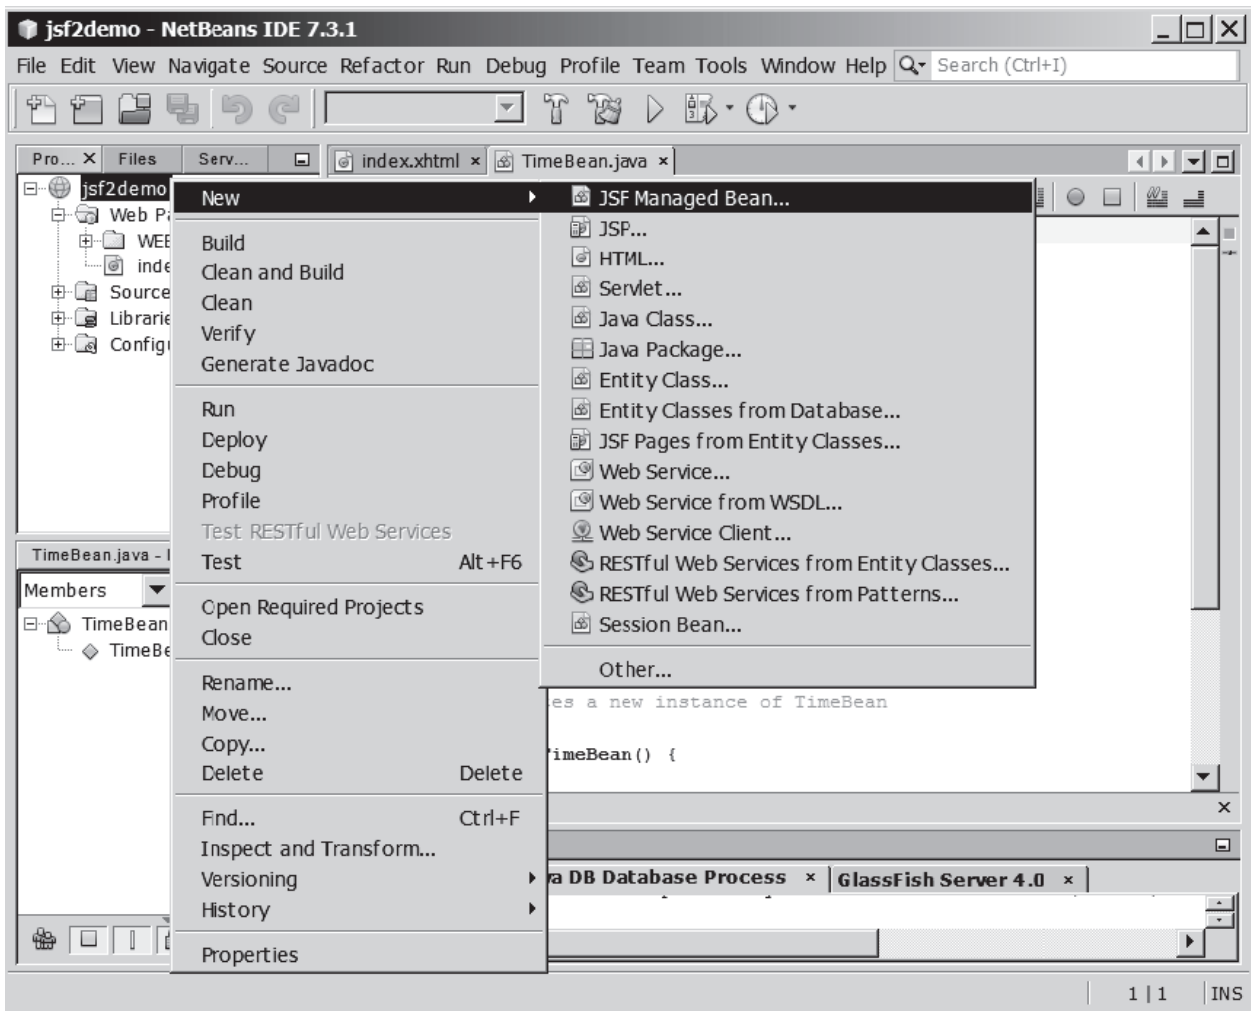 jsf2demo - NetBeans IDE 7.3.1
File Edit View Navigate Source Refactor Run Debug Profile Team Tools Window Help Search (Ctrl+I)
Pro... Files Serv... index.xhtml TimeBean.java
jsf2demo
Web Pa
WEB
inde
Source
Librarie
Config
New
Build
Clean and Build
Clean
Verify
Generate Javadoc
Run
Deploy
Debug
Profile
Test RESTful Web Services
Test Alt+F6
Open Required Projects
Close
Rename...
Move...
Copy...
Delete Delete
Find... Ctrl+F
Inspect and Transform...
Versioning
History
Properties
JSF Managed Bean...
JSP...
HTML...
Servlet...
Java Class...
Java Package...
Entity Class...
Entity Classes from Database...
JSF Pages from Entity Classes...
Web Service...
Web Service from WSDL...
Web Service Client...
RESTful Web Services from Entity Classes...
RESTful Web Services from Patterns...
Session Bean...
Other...
TimeBean.java -
Members
TimeBean
TimeBe
es a new instance of TimeBean
TimeBean() {
va DB Database Process GlassFish Server 4.0
1 | 1 INS